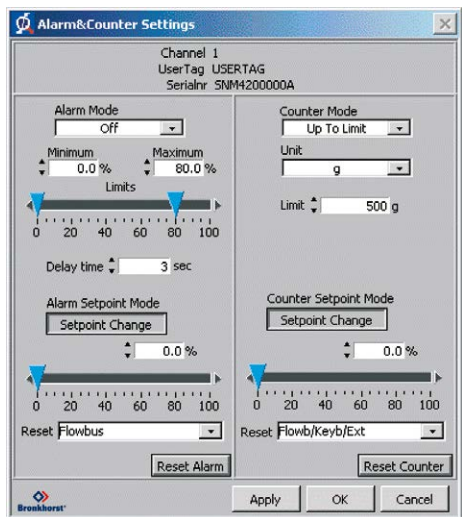 Alarm&Counter Settings
Channel 1
UserTag USERTAG
Serialnr SNM4200000A
Alarm Mode
Off
Minimum Maximum
0.0 % 80.0 %
Limits
0 20 40 60 80 100
Delay time 3 sec
Alarm Setpoint Mode
Setpoint Change
0.0 %
0 20 40 60 80 100
Reset Flowbus
Reset Alarm
Counter Mode
Up To Limit
Unit
g
Limit 500 g
Counter Setpoint Mode
Setpoint Change
0.0 %
0 20 40 60 80 100
Reset Flowb/Keyb/Ext
Reset Counter
Bronkhorst
Apply OK Cancel